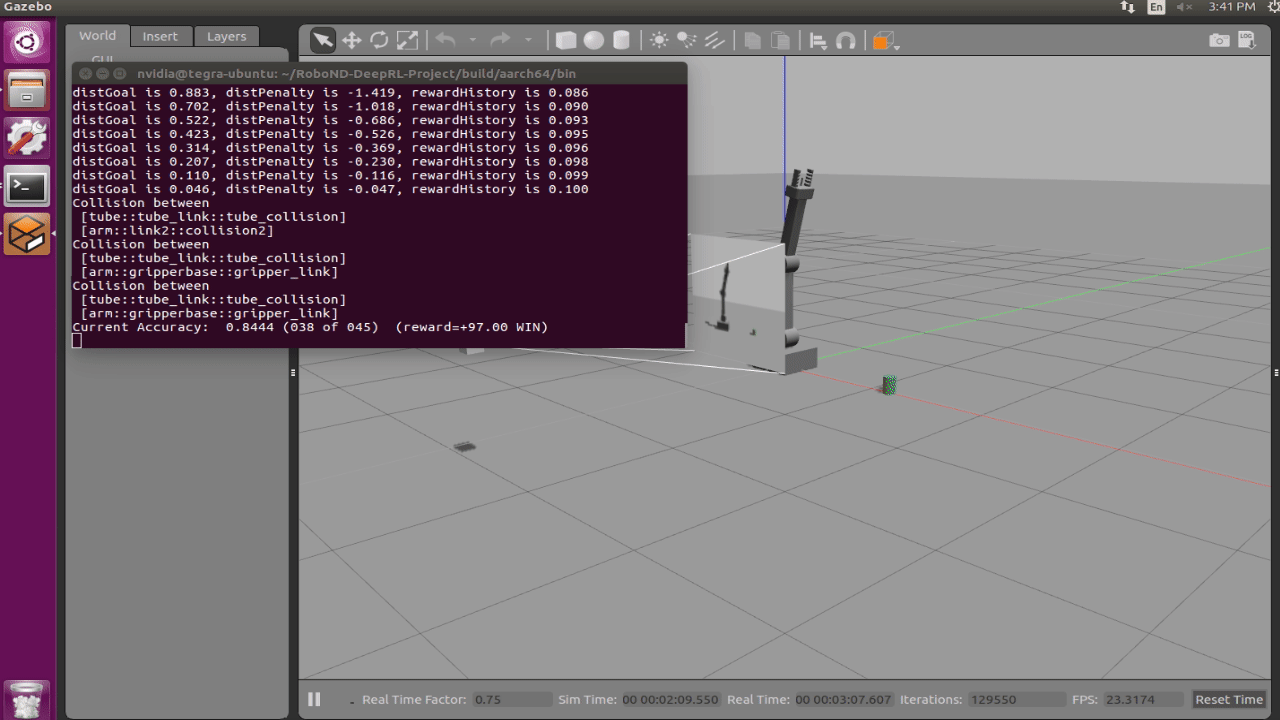 Gazebo
En
3:41 PM
World
Insert
Layers
GUI
LOG
nvidia@tegra-ubuntu: ~/RoboND-DeepRL-Project/build/aarch64/bin
distGoal is 0.883, distPenalty is -1.419, rewardHistory is 0.086
distGoal is 0.702, distPenalty is -1.018, rewardHistory is 0.090
distGoal is 0.522, distPenalty is -0.686, rewardHistory is 0.093
distGoal is 0.423, distPenalty is -0.526, rewardHistory is 0.095
distGoal is 0.314, distPenalty is -0.369, rewardHistory is 0.096
distGoal is 0.207, distPenalty is -0.230, rewardHistory is 0.098
distGoal is 0.110, distPenalty is -0.116, rewardHistory is 0.099
distGoal is 0.046, distPenalty is -0.047, rewardHistory is 0.100
Collision between
[tube::tube_link::tube_collision]
[arm::link2::collision2]
Collision between
[tube::tube_link::tube_collision]
[arm::gripperbase::gripper_link]
Collision between
[tube::tube_link::tube_collision]
[arm::gripperbase::gripper_link]
Current Accuracy:  0.8444 (038 of 045)  (reward=+97.00 WIN)
Real Time Factor: 0.75 Sim Time: 00 00:02:09.550 Real Time: 00 00:03:07.607 Iterations: 129550 FPS: 23.3174 Reset Time